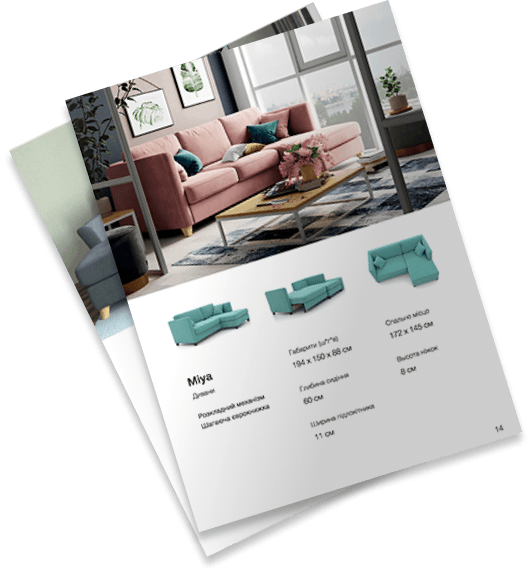 Miya
Дивани
Розкладний механізм
Шагаюча єврокнижка
Габарити (ш*г*в)
194 x 150 x 88 см
Глибина сидіння
60 см
Ширина підлокітника
11 см
Спальне місце
172 x 145 см
Висота ніжок
8 см
14